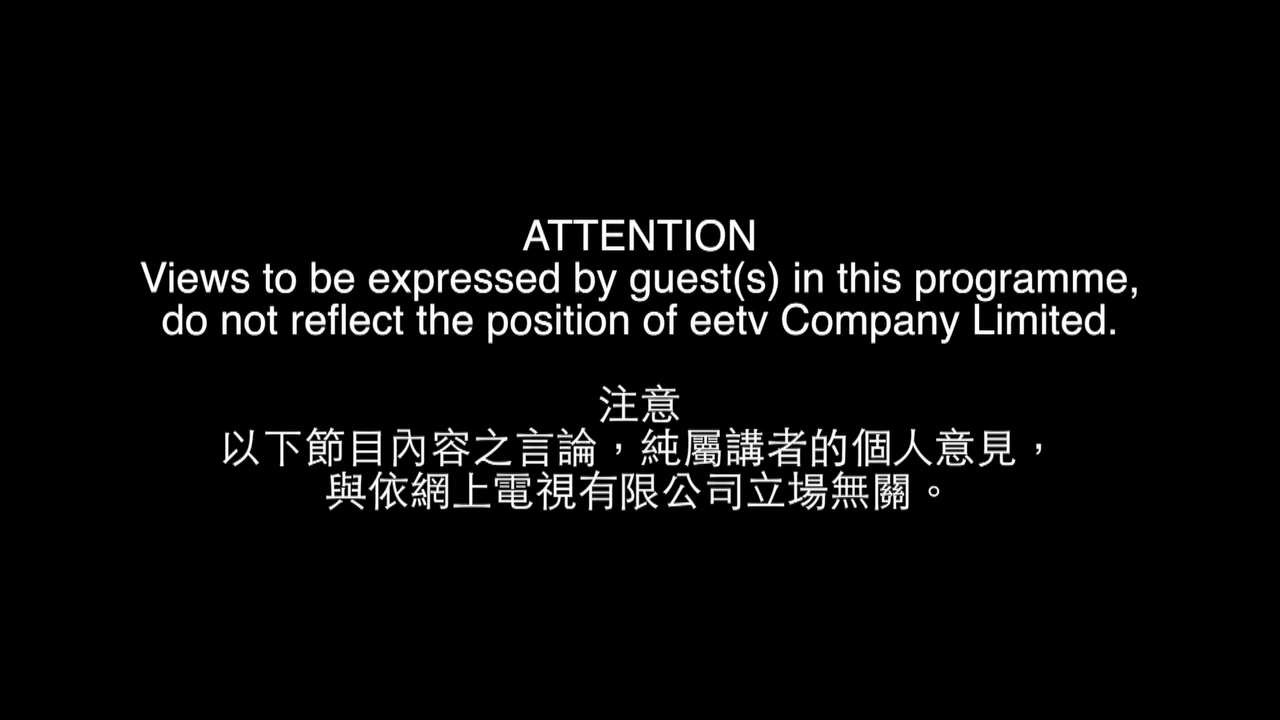 ATTENTION
Views to be expressed by guest(s) in this programme,
do not reflect the position of eetv Company Limited.
注意
以下節目內容之言論，純屬講者的個人意見，
與依網上電視有限公司立場無關。